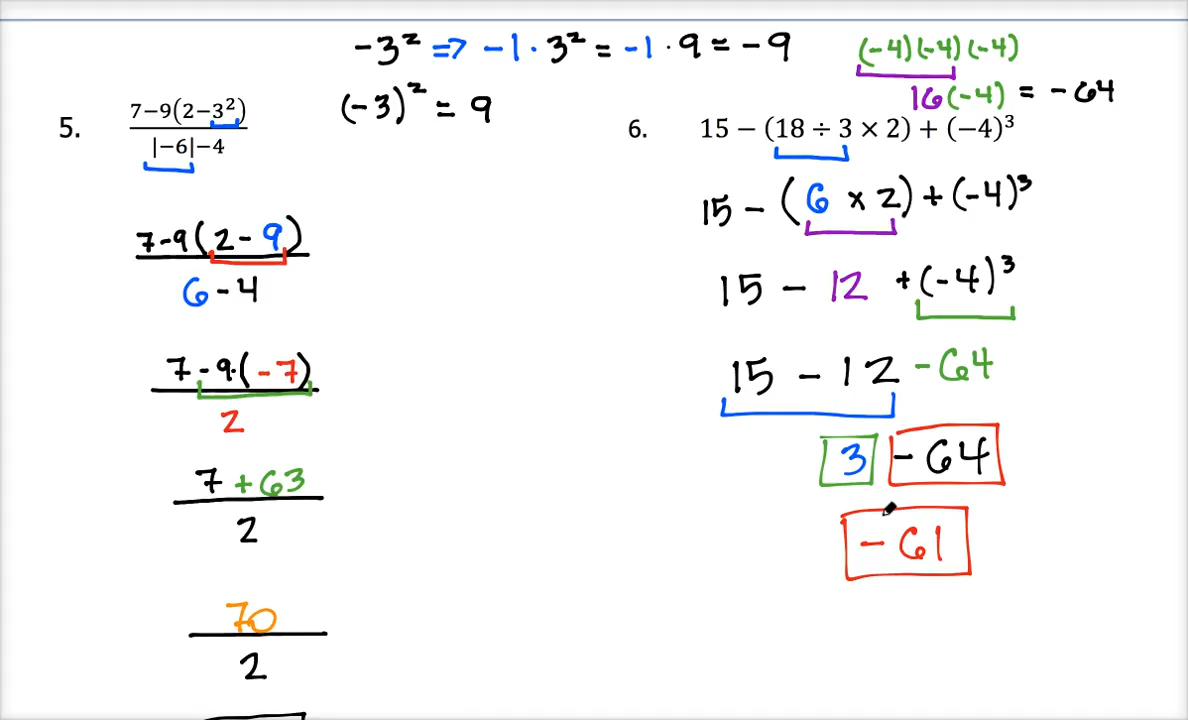 -3² => -1 · 3² = -1 · 9 = -9
(-3)² = 9
5. 7−9(2−3²)
|−6|−4
7-9(2-9)
6-4
7-9·(-7)
2
7+63
2
70
2
(-4)(-4)(-4)
16(-4) = -64
6. 15 − (18 ÷ 3 × 2) + (−4)³
15 - (6 x 2) + (-4)³
15 - 12 + (-4)³
15 - 12 - 64
3 - 64
-61